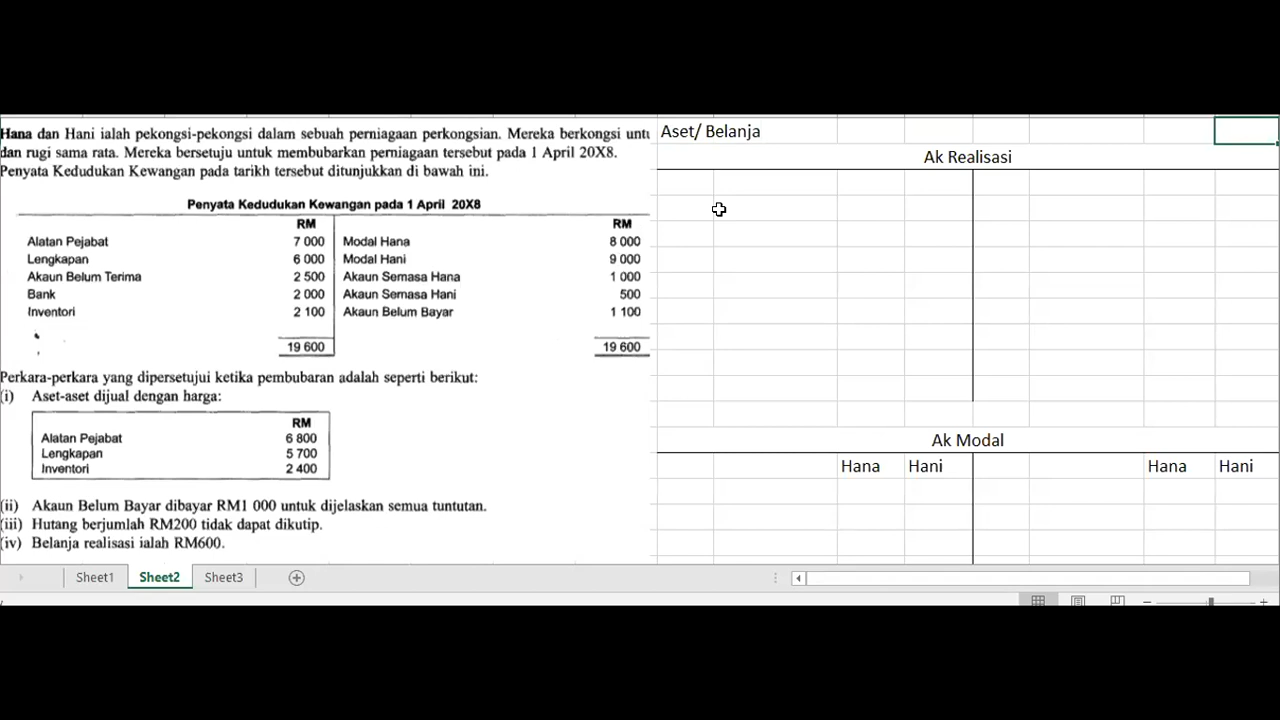 Hana dan Hani ialah pekongsi-pekongsi dalam sebuah perniagaan perkongsian. Mereka berkongsi untu
dan rugi sama rata. Mereka bersetuju untuk membubarkan perniagaan tersebut pada 1 April 20X8.
Penyata Kedudukan Kewangan pada tarikh tersebut ditunjukkan di bawah ini.
Penyata Kedudukan Kewangan pada 1 April 20X8
RM RM
Alatan Pejabat 7 000 Modal Hana 8 000
Lengkapan 6 000 Modal Hani 9 000
Akaun Belum Terima 2 500 Akaun Semasa Hana 1 000
Bank 2 000 Akaun Semasa Hani 500
Inventori 2 100 Akaun Belum Bayar 1 100
19 600 19 600
Perkara-perkara yang dipersetujui ketika pembubaran adalah seperti berikut:
(i) Aset-aset dijual dengan harga:
RM
Alatan Pejabat 6 800
Lengkapan 5 700
Inventori 2 400
(ii) Akaun Belum Bayar dibayar RM1 000 untuk dijelaskan semua tuntutan.
(iii) Hutang berjumlah RM200 tidak dapat dikutip.
(iv) Belanja realisasi ialah RM600.
Aset/ Belanja
Ak Realisasi
Ak Modal
Hana Hani Hana Hani
Sheet1 Sheet2 Sheet3